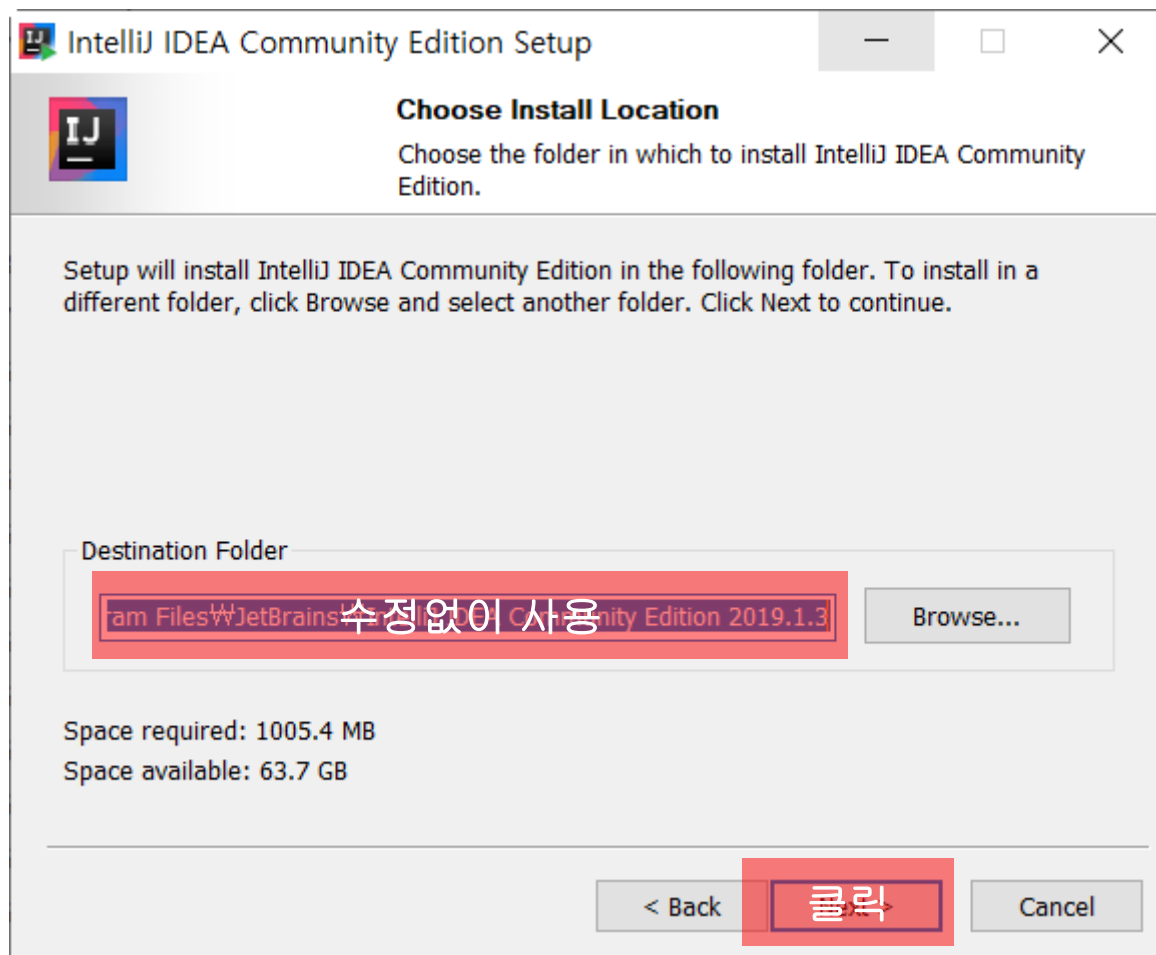 IntelliJ IDEA Community Edition Setup
IJ
Choose Install Location
Choose the folder in which to install IntelliJ IDEA Community
Edition.
Setup will install IntelliJ IDEA Community Edition in the following folder. To install in a
different folder, click Browse and select another folder. Click Next to continue.
Destination Folder
ram Files₩JetBrains₩IntelliJ IDEA Community Edition 2019.1.3
수정없이 사용
Browse...
Space required: 1005.4 MB
Space available: 63.7 GB
< Back
Next >
클릭
Cancel